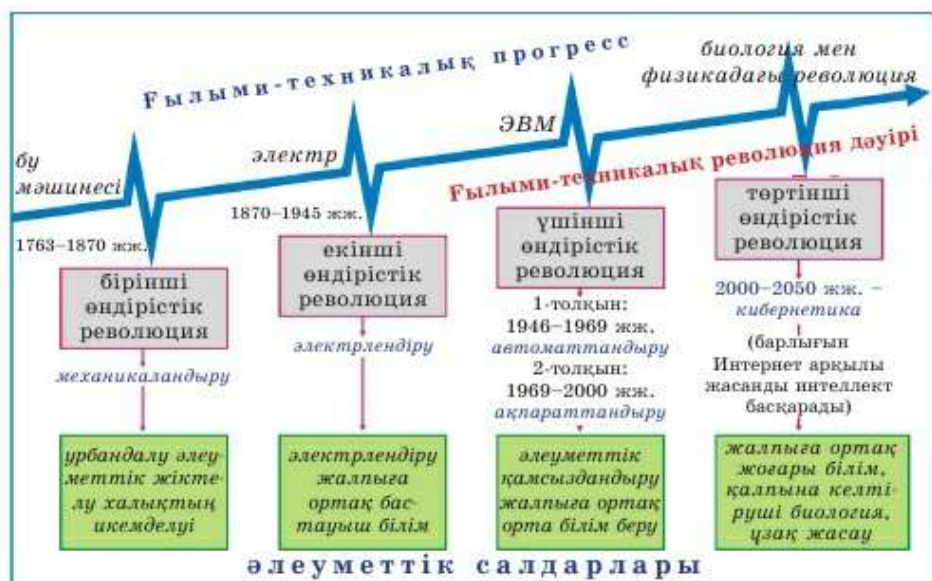 Ғылыми-техникалық прогресс
биология мен
физикадағы революция
ЭВМ
электр
бу
мәшинесі
Ғылыми-техникалық революция дәуірі
1763–1870 жж.
бірінші
өндірістік
революция
механикаландыру
урбандалу әлеу-
меттік жікте-
лу халықтың
икемделуі
1870–1945 жж.
екінші
өндірістік
революция
электрлендіру
электрлендіру
жалпыға
ортақ бас-
тауыш білім
үшінші
өндірістік
революция
1-толқын:
1946–1969 жж.
автоматтандыру
2-толқын:
1969–2000 жж.
ақпараттандыру
әлеуметтік
қамсыздандыру
жалпыға ортақ
орта білім беру
төртінші
өндірістік
революция
2000–2050 жж. –
кибернетика
(барлығын
Интернет арқылы
жасанды интеллект
басқарады)
жалпыға ортақ
жоғары білім,
қалпына келті-
руші биология,
ұзақ жасау
әлеуметтік салдарлары